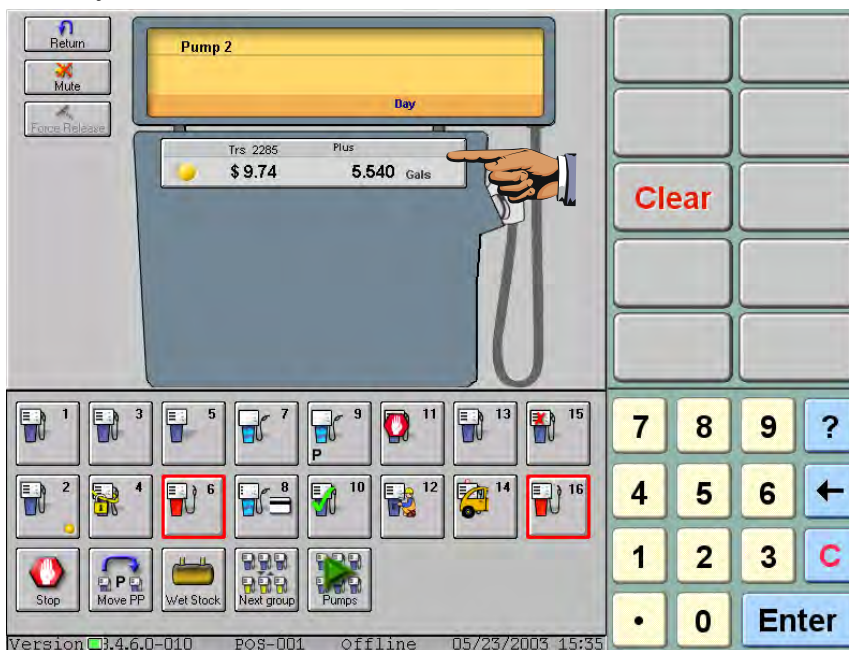 Return
Mute
Force Release
Pump 2
Day
Trs. 2285 Plus
$ 9.74 5.540 Gals
Clear
1 3 5 7 9 11 13 15
P
2 4 6 8 10 12 14 16
Stop
P
Move PP
Wet Stock
Next group
Pumps
7 8 9 ?
4 5 6 ←
1 2 3 C
• 0 Enter
Version 3.4.6.0-010 POS-001 Offline 05/23/2003 15:35